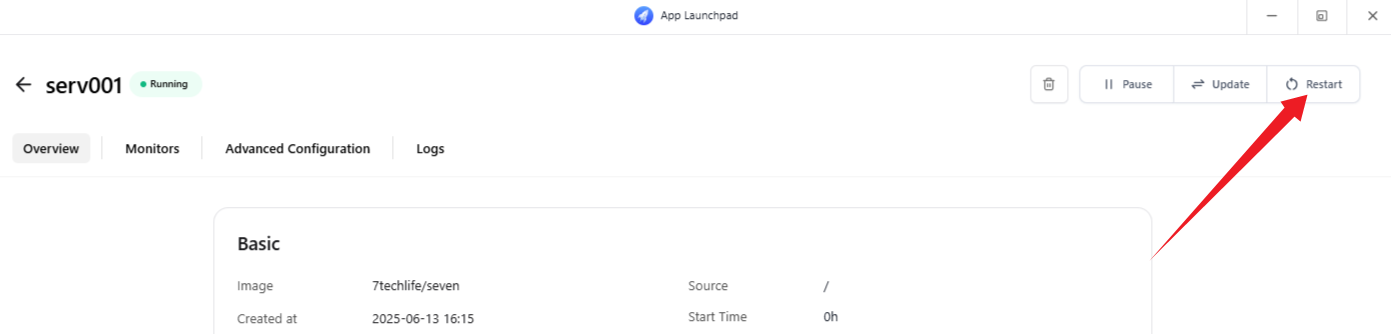 App Launchpad
serv001 Running Pause Update Restart
Overview Monitors Advanced Configuration Logs
Basic
Image 7techlife/seven Source /
Created at 2025-06-13 16:15 Start Time 0h